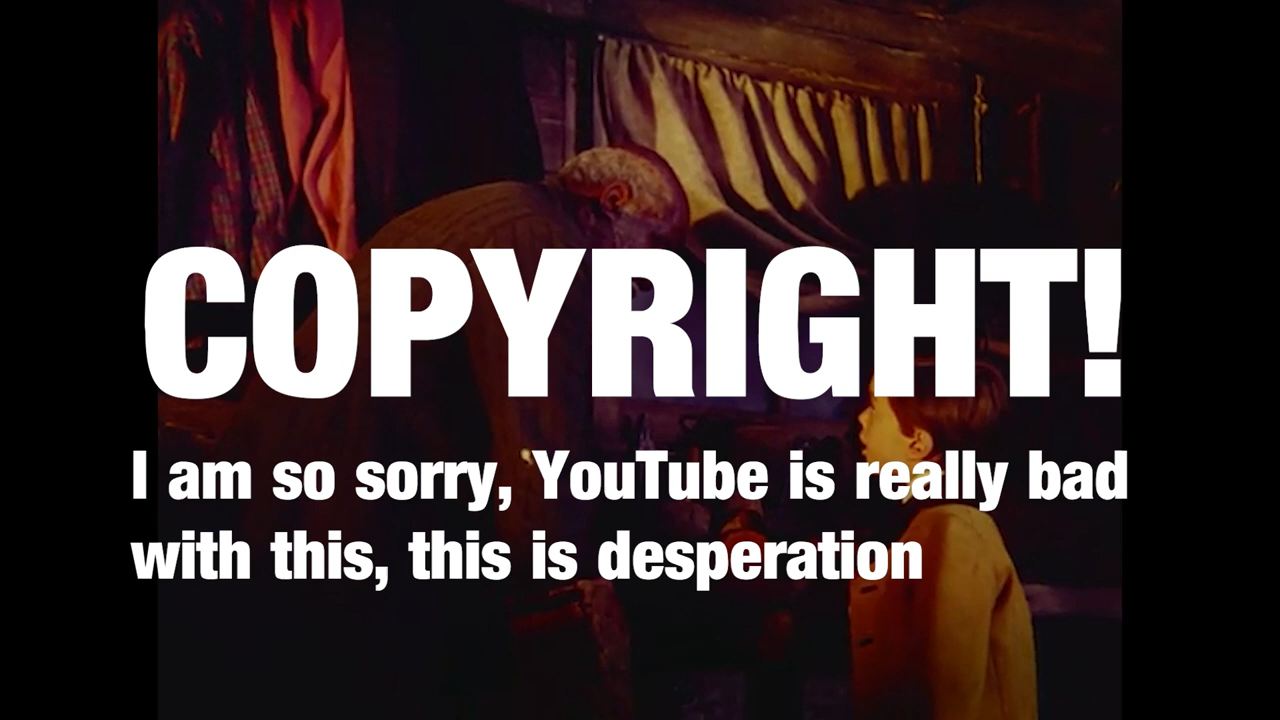 COPYRIGHT!
I am so sorry, YouTube is really bad
with this, this is desperation